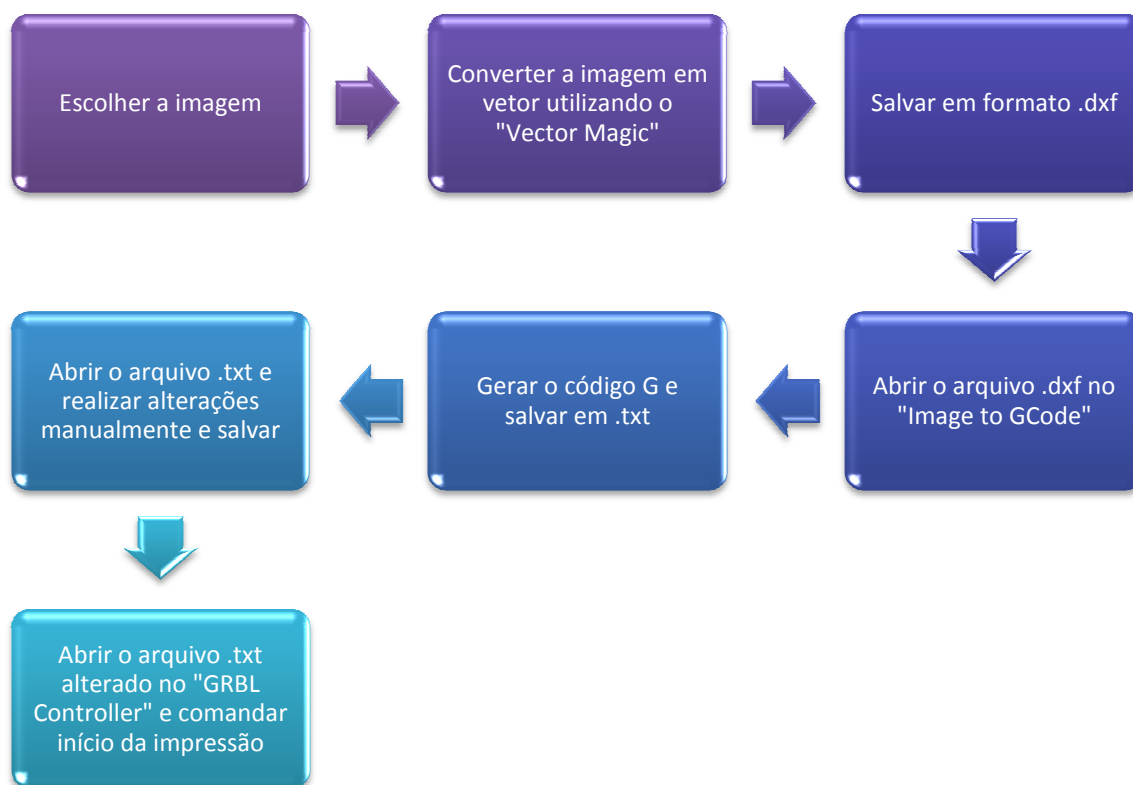 Escolher a imagem
Converter a imagem em
vetor utilizando o
"Vector Magic"
Salvar em formato .dxf
Abrir o arquivo .dxf no
"Image to GCode"
Gerar o código G e
salvar em .txt
Abrir o arquivo .txt e
realizar alterações
manualmente e salvar
Abrir o arquivo .txt
alterado no "GRBL
Controller" e comandar
início da impressão